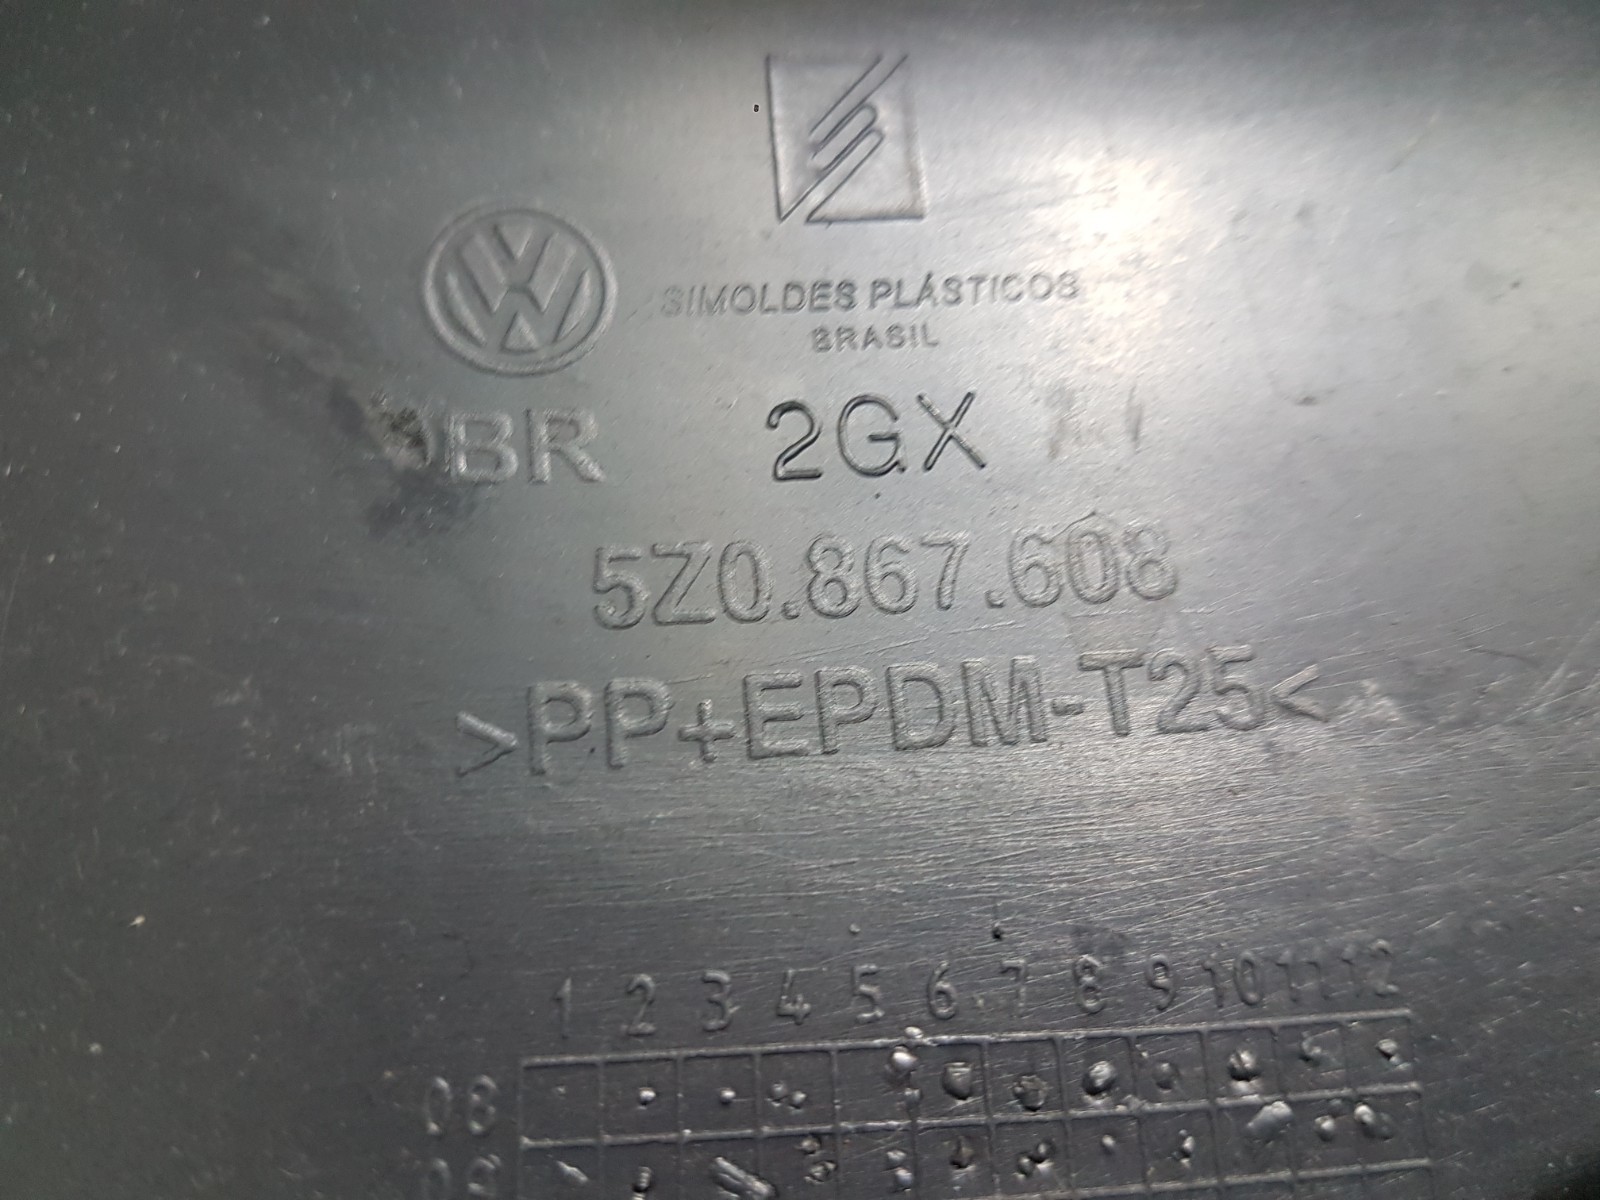 SIMOLDES PLÁSTICOS
BRASIL
BR 2GX
5Z0.867.608
>PP+EPDM-T25<
1 2 3 4 5 6 7 8 9 10 11 12
08